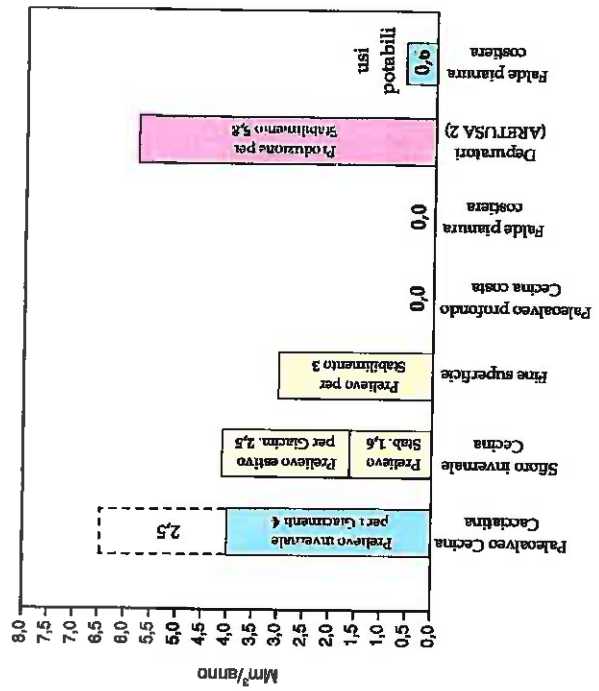 Mm³/anno
8,0
7,5
7,0
6,5
6,0
5,5
5,0
4,5
4,0
3,5
3,0
2,5
2,0
1,5
1,0
0,5
0,0
2,5
Prelievo invernale
per i Giacimenti 4
Paleoalveo Cecina
Cacciatina
Prelievo estivo
per Giacim. 2,5
Prelievo
Stab. 1,6
Sfioro invernale
Cecina
Prelievo per
Stabilimento 3
Fine superficie
0,0
Paleoalveo profondo
Cecina costa
0,0
Falde pianura
costiera
Produzione per
Stabilimento 5,8
Depuratori
(ARETUSA 2)
usi
potabili
0,6
Falde pianura
costiera